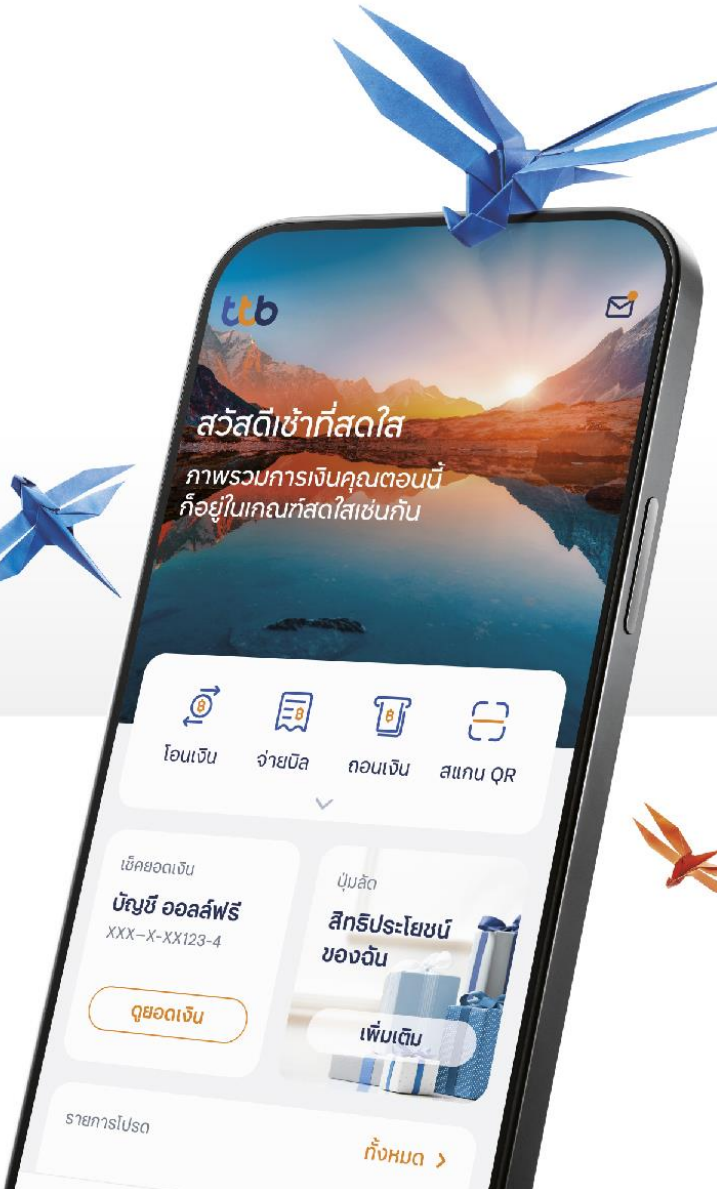 ttb
สวัสดีเช้าที่สดใส
ภาพรวมการเงินคุณตอนนี้
ก็อยู่ในเกณฑ์สดใสเช่นกัน
โอนเงิน
จ่ายบิล
ถอนเงิน
สแกน QR
เช็คยอดเงิน
บัญชี ออลล์ฟรี
XXX-X-XX123-4
ดูยอดเงิน
ปุ่มลัด
สิทธิประโยชน์
ของฉัน
เพิ่มเติม
รายการโปรด
ทั้งหมด >